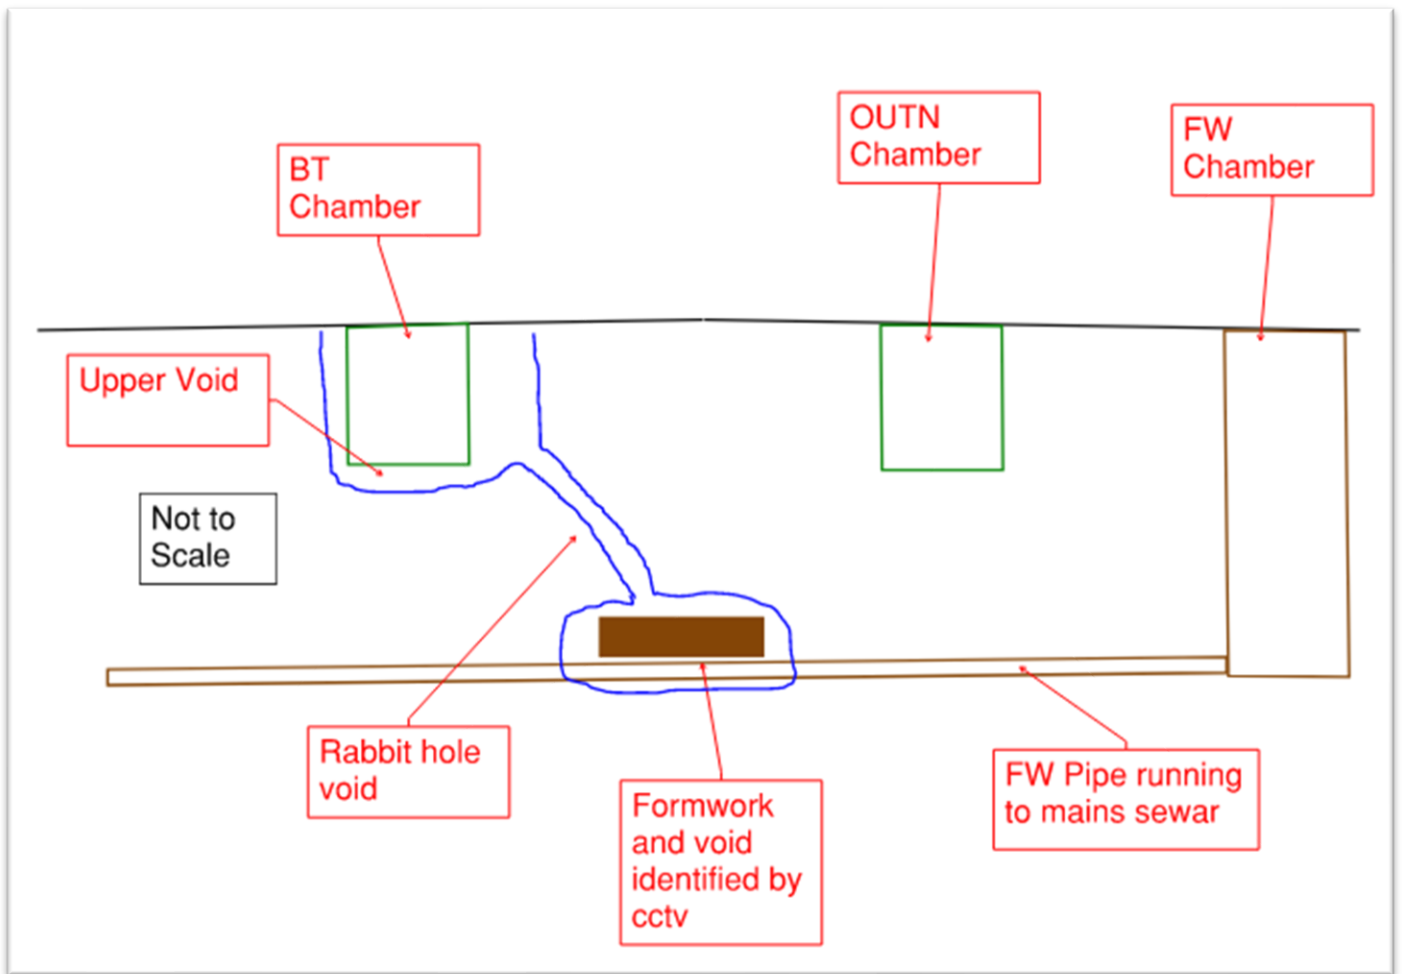 OUTN
Chamber
FW
Chamber
BT
Chamber
Upper Void
Not to
Scale
Rabbit hole
void
FW Pipe running
to mains sewar
Formwork
and void
identified by
cctv